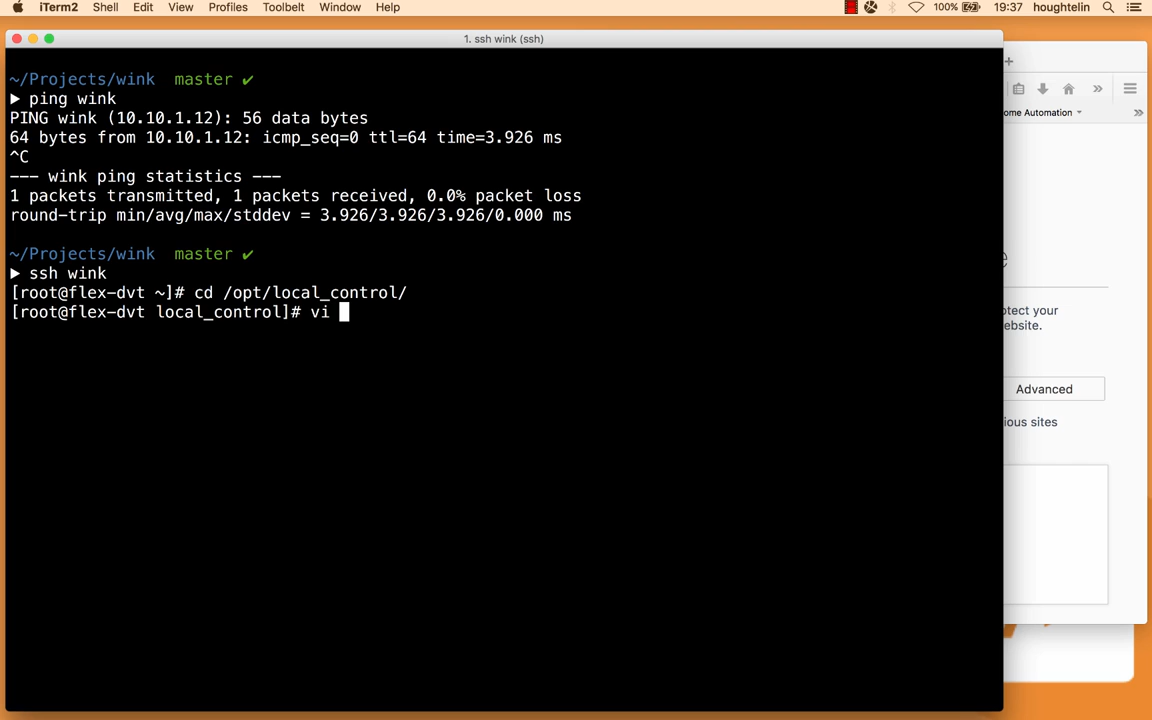 iTerm2 Shell Edit View Profiles Toolbelt Window Help 100% 19:37 houghtelin
1. ssh wink (ssh)
~/Projects/wink master ✔
▶ ping wink
PING wink (10.10.1.12): 56 data bytes
64 bytes from 10.10.1.12: icmp_seq=0 ttl=64 time=3.926 ms
^C
--- wink ping statistics ---
1 packets transmitted, 1 packets received, 0.0% packet loss
round-trip min/avg/max/stddev = 3.926/3.926/3.926/0.000 ms
~/Projects/wink master ✔
▶ ssh wink
[root@flex-dvt ~]# cd /opt/local_control/
[root@flex-dvt local_control]# vi
ome Automation
e
otect your
ebsite.
Advanced
ious sites